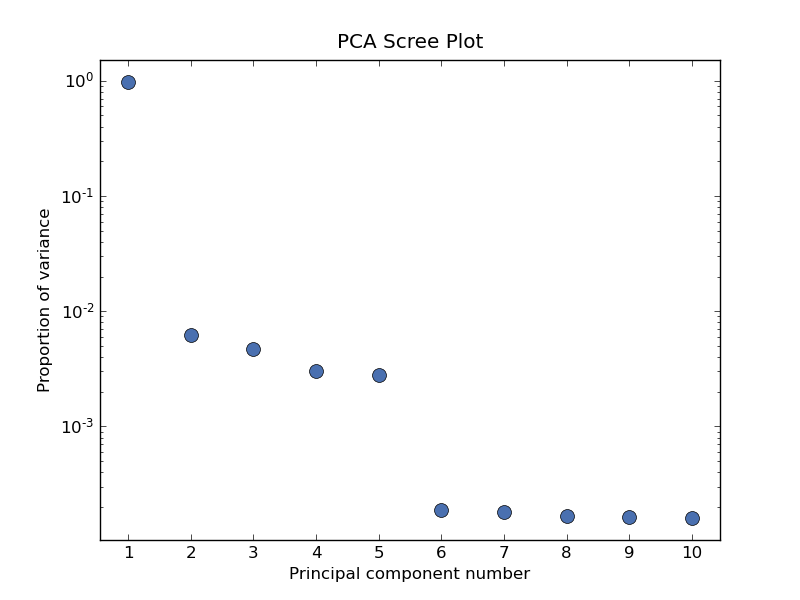 PCA Scree Plot
10^0
10^-1
10^-2
10^-3
Proportion of variance
1 2 3 4 5 6 7 8 9 10
Principal component number